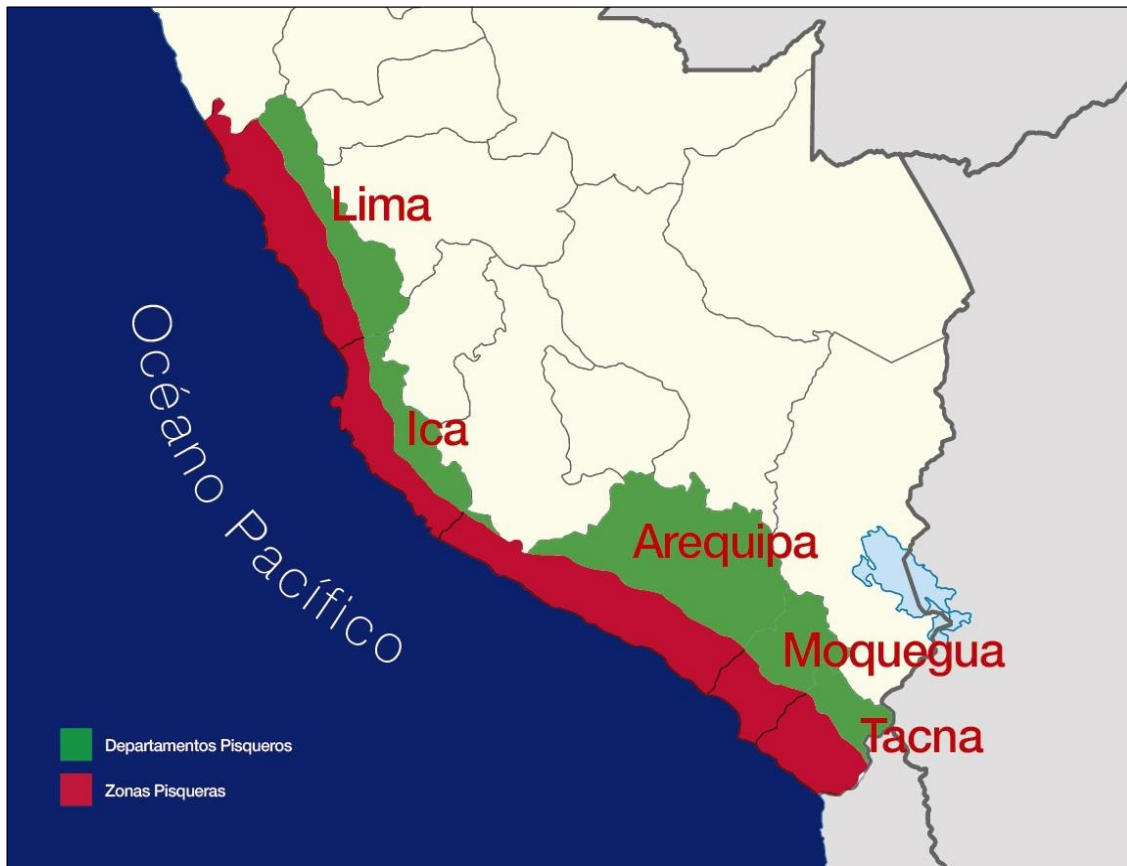 Lima
Ica
Arequipa
Moquegua
Tacna
Océano Pacífico
Departamentos Pisqueros
Zonas Pisqueras